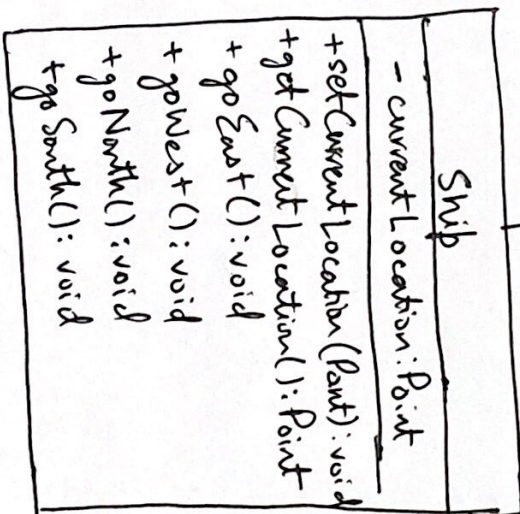 Ship
- currentLocation: Point
+ setCurrentLocation(Point): void
+ getCurrentLocation(): Point
+ goEast(): void
+ goWest(): void
+ goNorth(): void
+ goSouth(): void